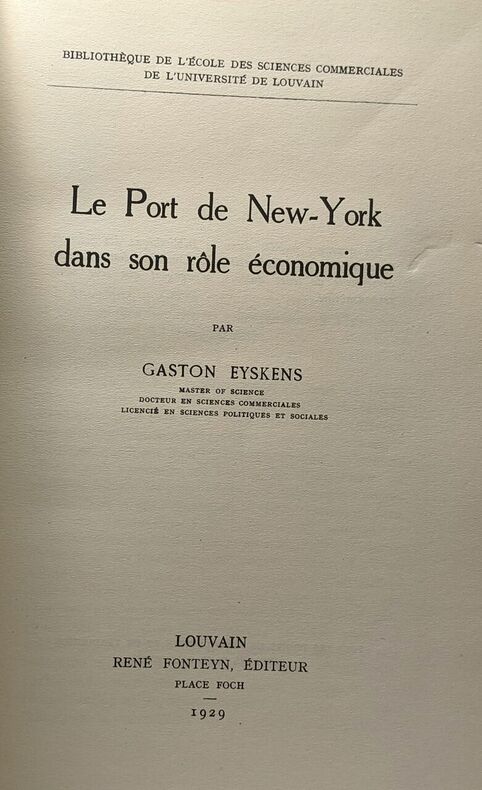 BIBLIOTHÈQUE DE L'ÉCOLE DES SCIENCES COMMERCIALES
DE L'UNIVERSITÉ DE LOUVAIN
Le Port de New-York
dans son rôle économique
PAR
GASTON EYSKENS
MASTER OF SCIENCE
DOCTEUR EN SCIENCES COMMERCIALES
LICENCIÉ EN SCIENCES POLITIQUES ET SOCIALES
LOUVAIN
RENÉ FONTEYN, ÉDITEUR
PLACE FOCH
—
1929